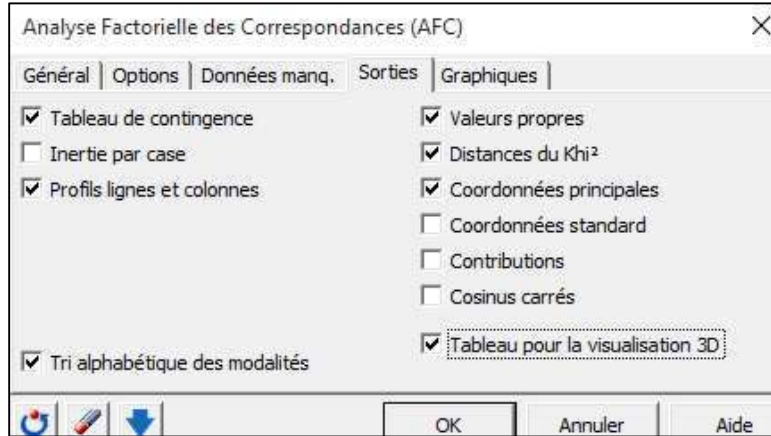 Analyse Factorielle des Correspondances (AFC)
Général | Options | Données manq. | Sorties | Graphiques
Tableau de contingence
Inertie par case
Profils lignes et colonnes
Tri alphabétique des modalités
Valeurs propres
Distances du Khi²
Coordonnées principales
Coordonnées standard
Contributions
Cosinus carrés
Tableau pour la visualisation 3D
OK Annuler Aide